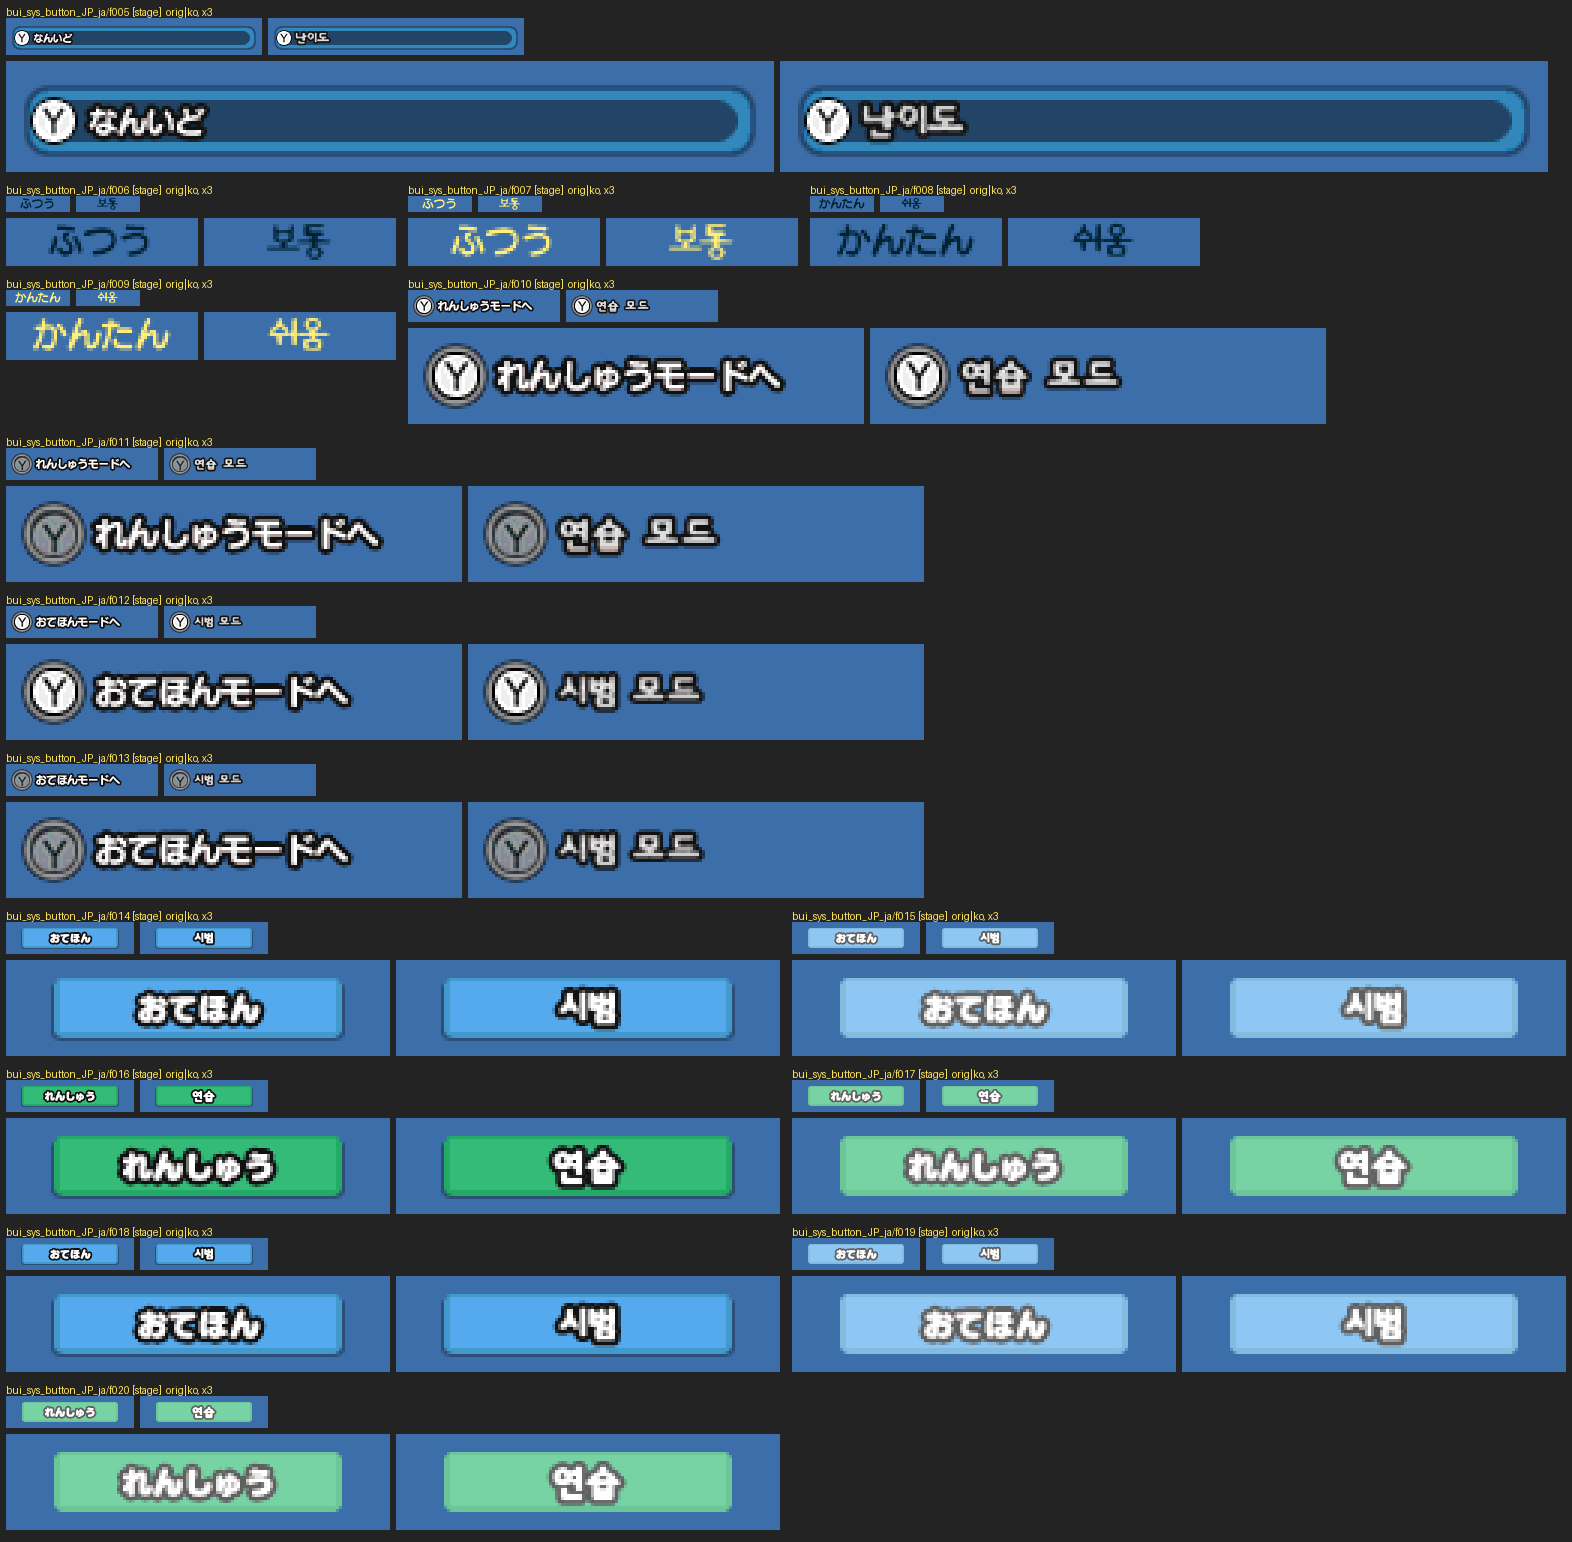 bui_sys_button_JP_ja/f005 [stage] orig|ko, x3
Y なんいど Y 난이도
Y なんいど Y 난이도
bui_sys_button_JP_ja/f006 [stage] orig|ko, x3
ふつう 보통
ふつう 보통
bui_sys_button_JP_ja/f007 [stage] orig|ko, x3
ふつう 보통
ふつう 보통
bui_sys_button_JP_ja/f008 [stage] orig|ko, x3
かんたん 쉬움
かんたん 쉬움
bui_sys_button_JP_ja/f009 [stage] orig|ko, x3
かんたん 쉬움
かんたん 쉬움
bui_sys_button_JP_ja/f010 [stage] orig|ko, x3
Y れんしゅうモードへ Y 연습 모드
Y れんしゅうモードへ Y 연습 모드
bui_sys_button_JP_ja/f011 [stage] orig|ko, x3
Y れんしゅうモードへ Y 연습 모드
Y れんしゅうモードへ Y 연습 모드
bui_sys_button_JP_ja/f012 [stage] orig|ko, x3
Y おてほんモードへ Y 시범 모드
Y おてほんモードへ Y 시범 모드
bui_sys_button_JP_ja/f013 [stage] orig|ko, x3
Y おてほんモードへ Y 시범 모드
Y おてほんモードへ Y 시범 모드
bui_sys_button_JP_ja/f014 [stage] orig|ko, x3
おてほん 시범
おてほん 시범
bui_sys_button_JP_ja/f015 [stage] orig|ko, x3
おてほん 시범
おてほん 시범
bui_sys_button_JP_ja/f016 [stage] orig|ko, x3
れんしゅう 연습
れんしゅう 연습
bui_sys_button_JP_ja/f017 [stage] orig|ko, x3
れんしゅう 연습
れんしゅう 연습
bui_sys_button_JP_ja/f018 [stage] orig|ko, x3
おてほん 시범
おてほん 시범
bui_sys_button_JP_ja/f019 [stage] orig|ko, x3
おてほん 시범
おてほん 시범
bui_sys_button_JP_ja/f020 [stage] orig|ko, x3
れんしゅう 연습
れんしゅう 연습